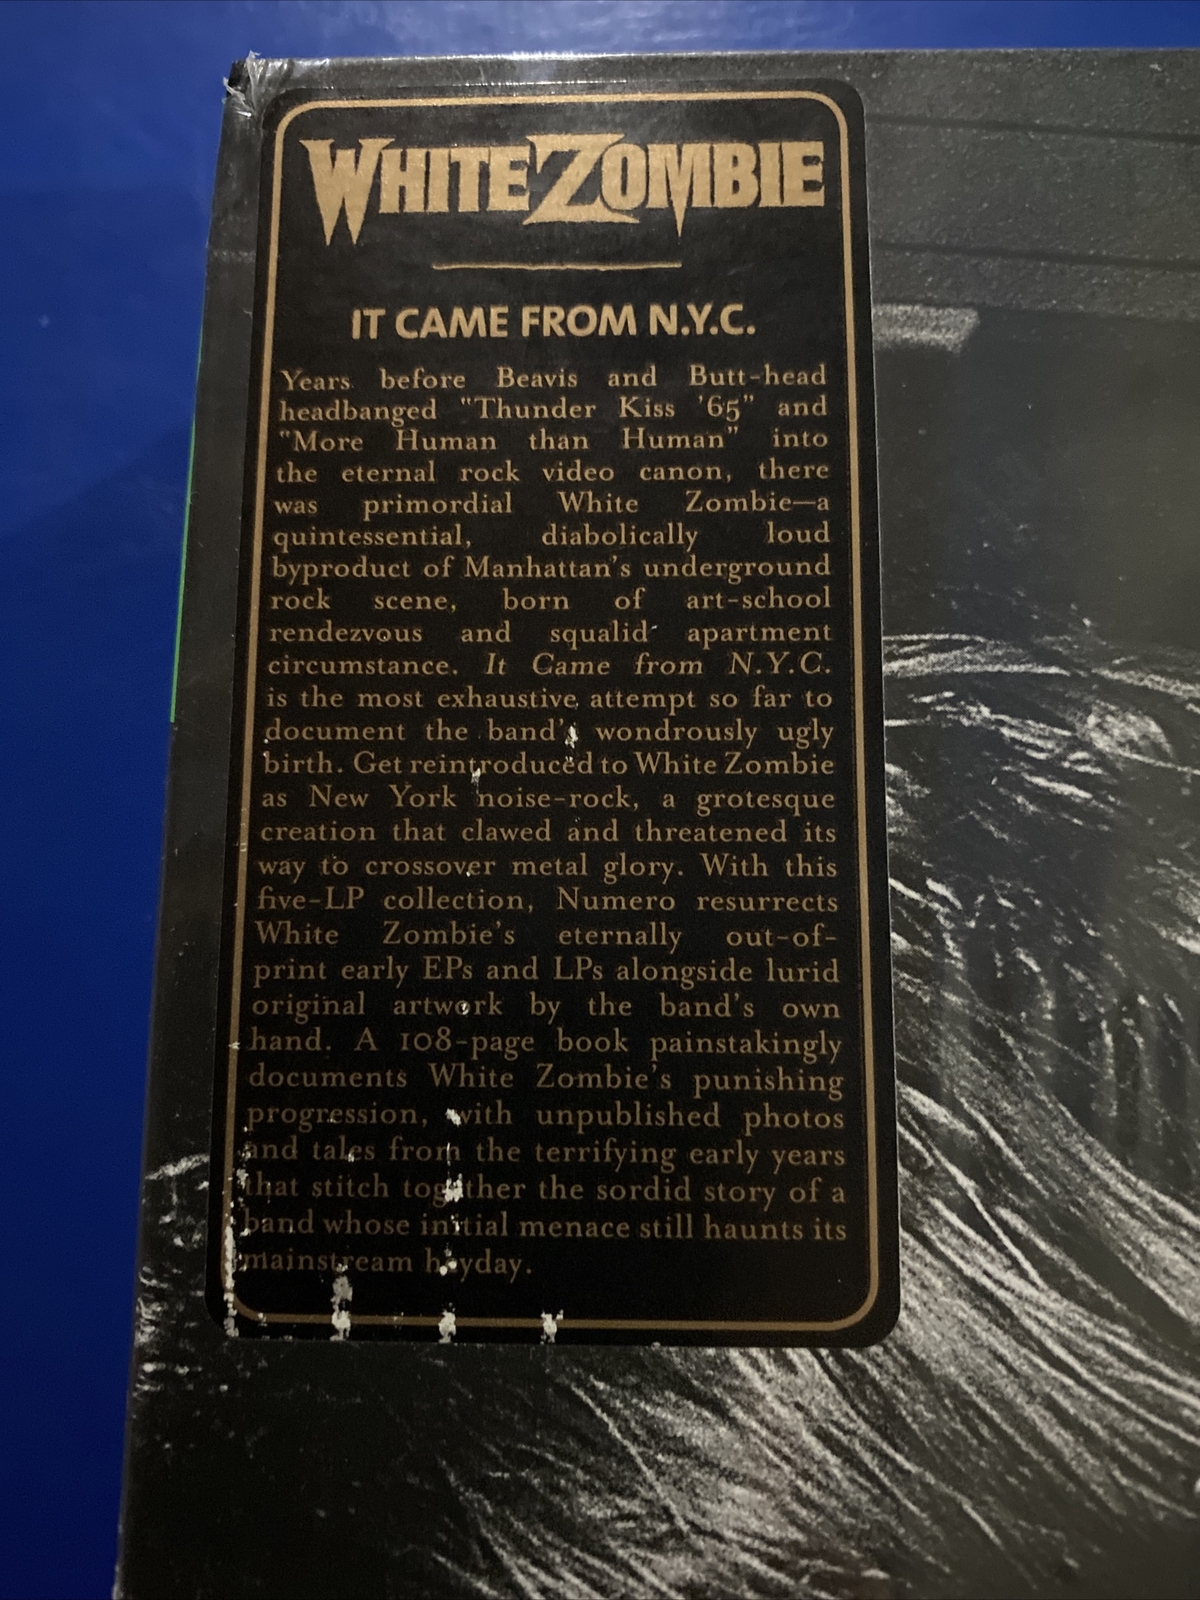 WHITE ZOMBIE
IT CAME FROM N.Y.C.
Years before Beavis and Butt-head
headbanged "Thunder Kiss '65" and
"More Human than Human" into
the eternal rock video canon, there
was primordial White Zombie—a
quintessential, diabolically loud
byproduct of Manhattan's underground
rock scene, born of art-school
rendezvous and squalid apartment
circumstance. It Came from N.Y.C.
is the most exhaustive attempt so far to
document the band's wondrously ugly
birth. Get reintroduced to White Zombie
as New York noise-rock, a grotesque
creation that clawed and threatened its
way to crossover metal glory. With this
five-LP collection, Numero resurrects
White Zombie's eternally out-of-
print early EPs and LPs alongside lurid
original artwork by the band's own
hand. A 108-page book painstakingly
documents White Zombie's punishing
progression, with unpublished photos
and tales from the terrifying early years
that stitch together the sordid story of a
band whose initial menace still haunts its
mainstream heyday.